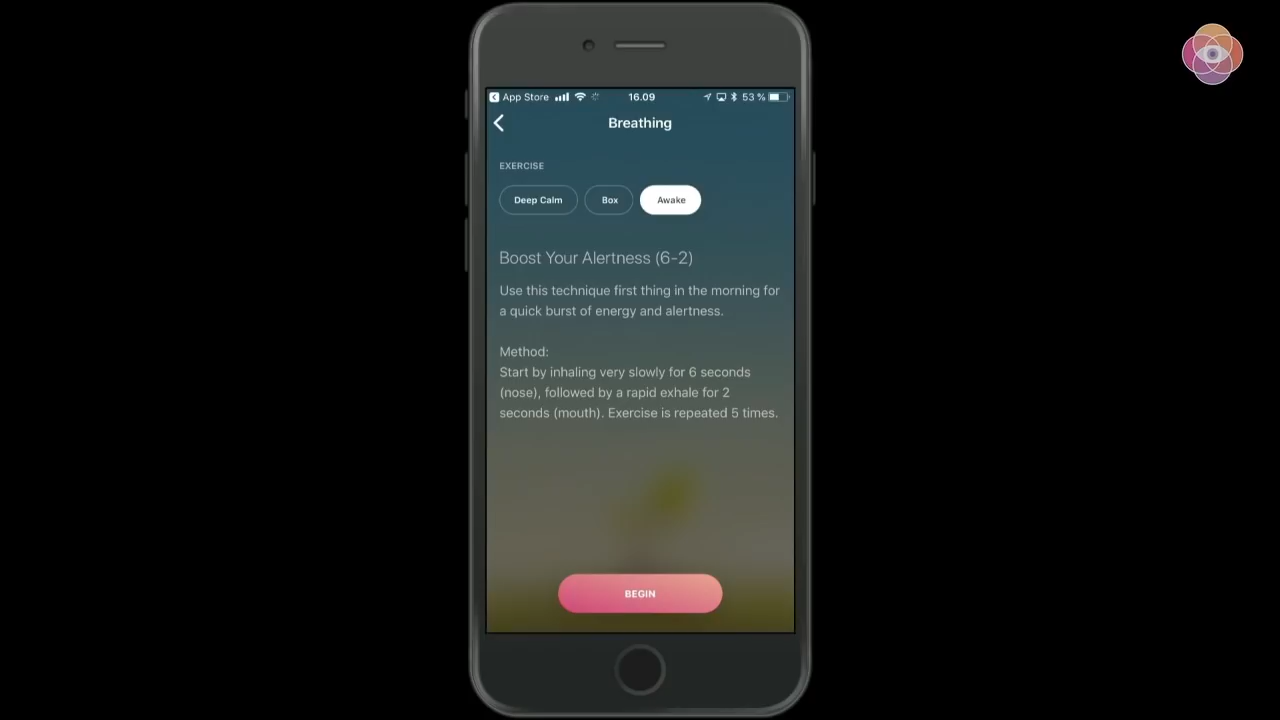 App Store 16.09 53 %
Breathing
EXERCISE
Deep Calm Box Awake
Boost Your Alertness (6-2)
Use this technique first thing in the morning for
a quick burst of energy and alertness.
Method:
Start by inhaling very slowly for 6 seconds
(nose), followed by a rapid exhale for 2
seconds (mouth). Exercise is repeated 5 times.
BEGIN